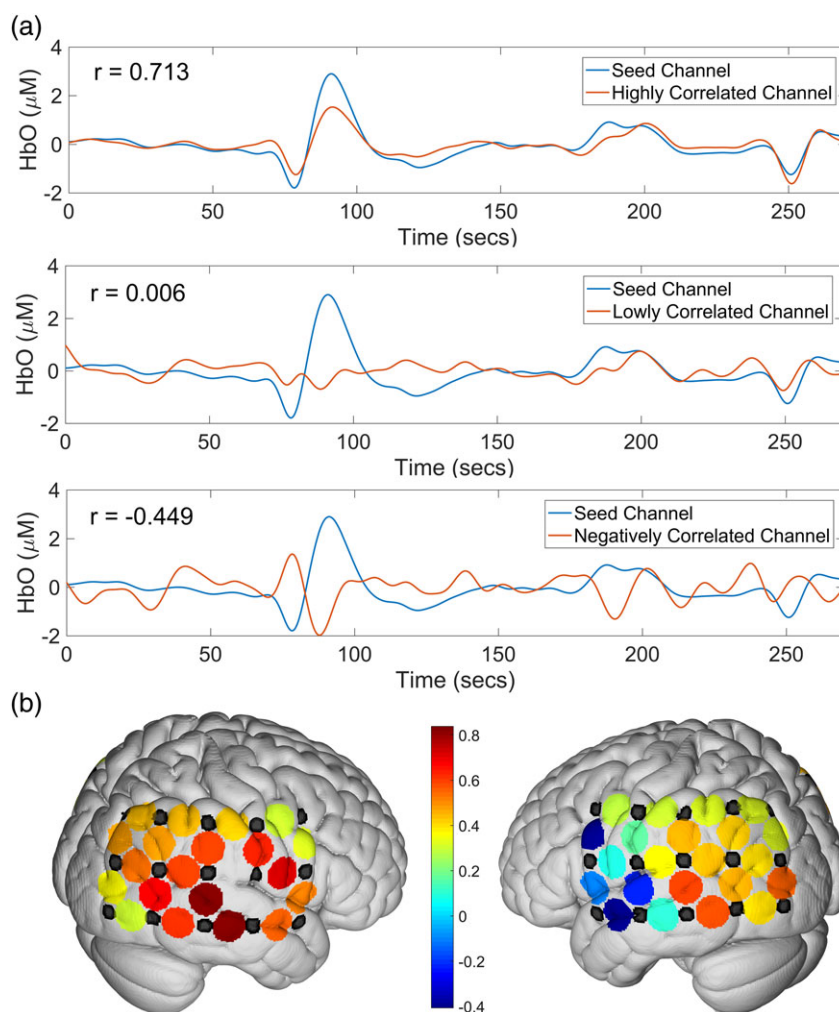 (a)
4
2
0
-2
HbO (μM)
r = 0.713
Seed Channel
Highly Correlated Channel
0 50 100 150 200 250
Time (secs)
4
2
0
-2
HbO (μM)
r = 0.006
Seed Channel
Lowly Correlated Channel
0 50 100 150 200 250
Time (secs)
4
2
0
-2
HbO (μM)
r = -0.449
Seed Channel
Negatively Correlated Channel
0 50 100 150 200 250
Time (secs)
(b)
0.8
0.6
0.4
0.2
0
-0.2
-0.4